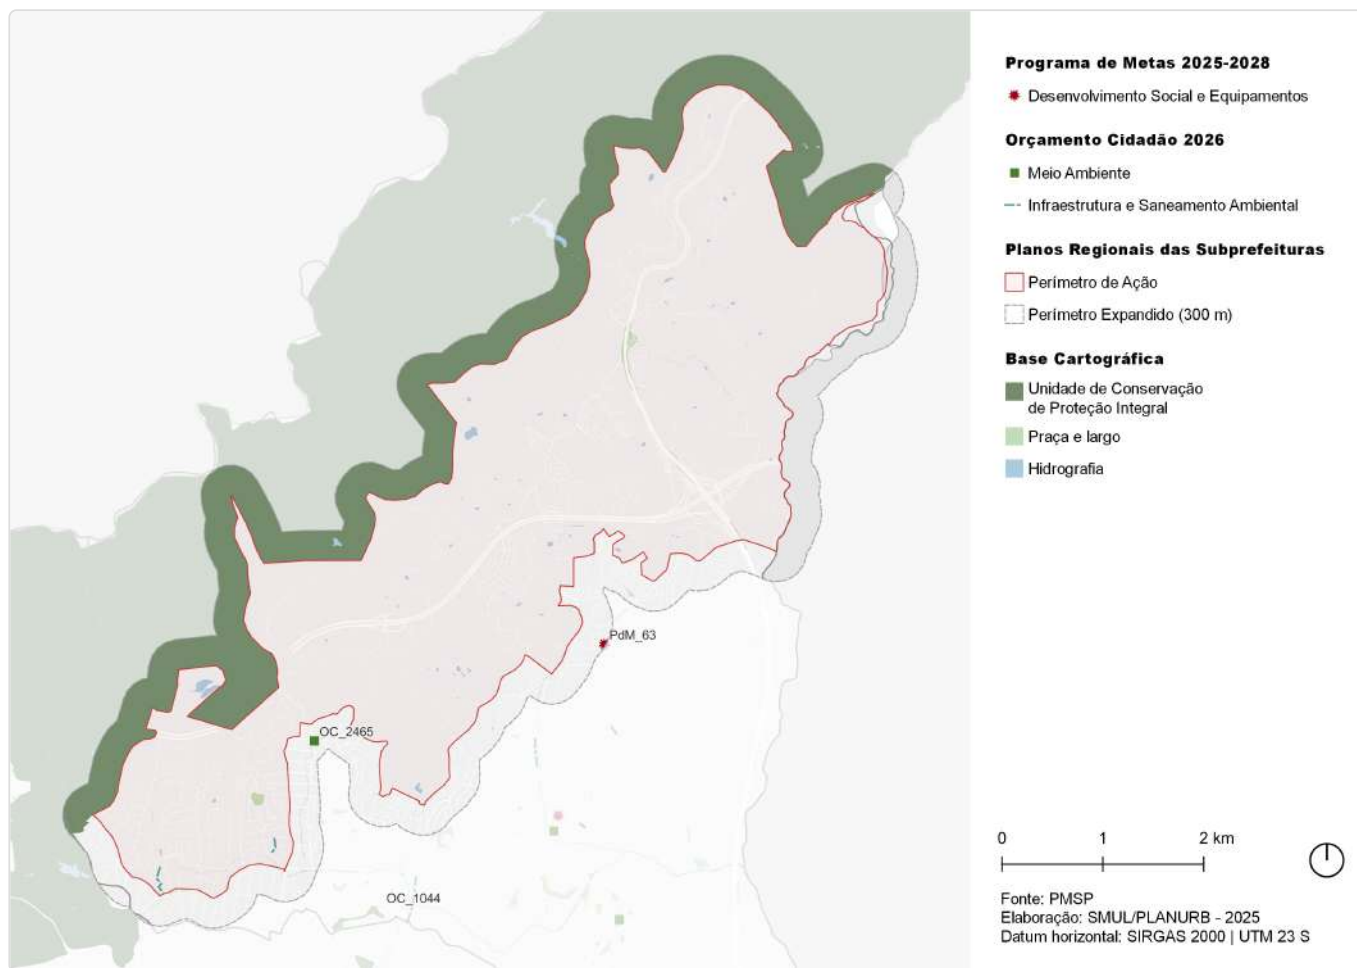 Programa de Metas 2025-2028
Desenvolvimento Social e Equipamentos
Orçamento Cidadão 2026
Meio Ambiente
Infraestrutura e Saneamento Ambiental
Planos Regionais das Subprefeituras
Perímetro de Ação
Perímetro Expandido (300 m)
Base Cartográfica
Unidade de Conservação
de Proteção Integral
Praça e largo
Hidrografia
PdM_63
OC_2465
OC_1044
0 1 2 km
Fonte: PMSP
Elaboração: SMUL/PLANURB - 2025
Datum horizontal: SIRGAS 2000 | UTM 23 S